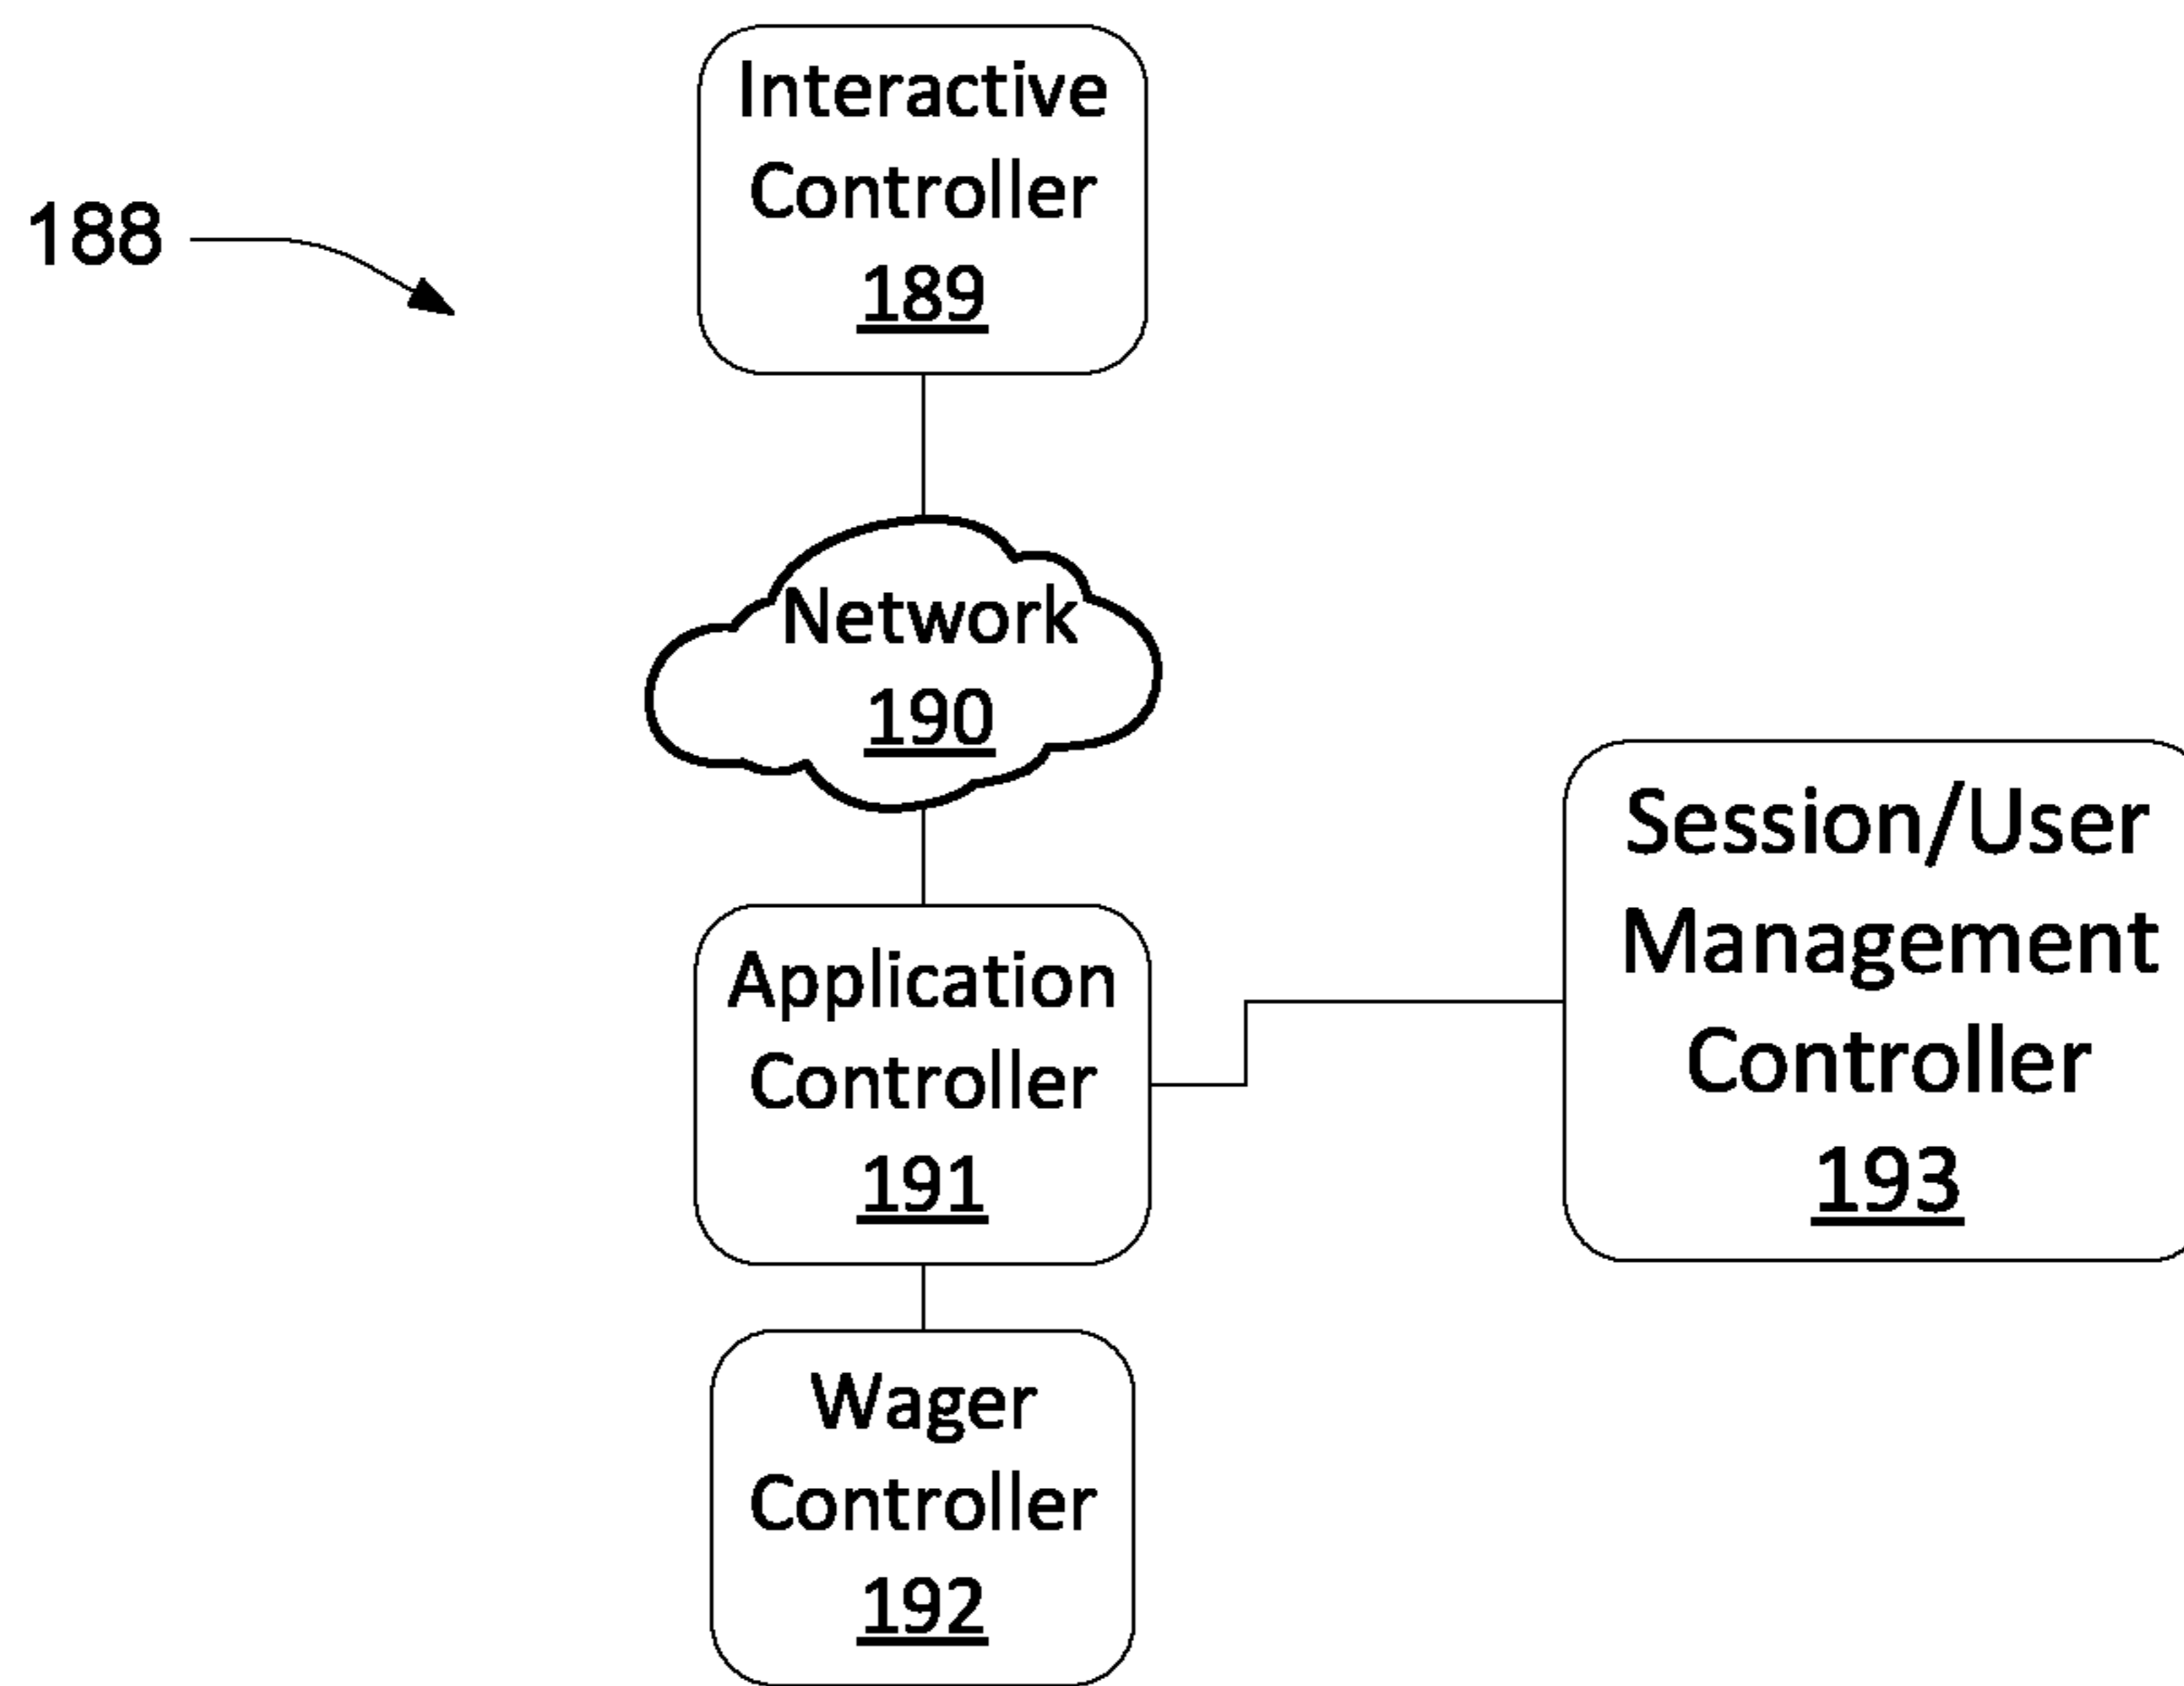 Interactive
Controller
189
188
Network
190
Application
Controller
191
Session/User
Management
Controller
193
Wager
Controller
192